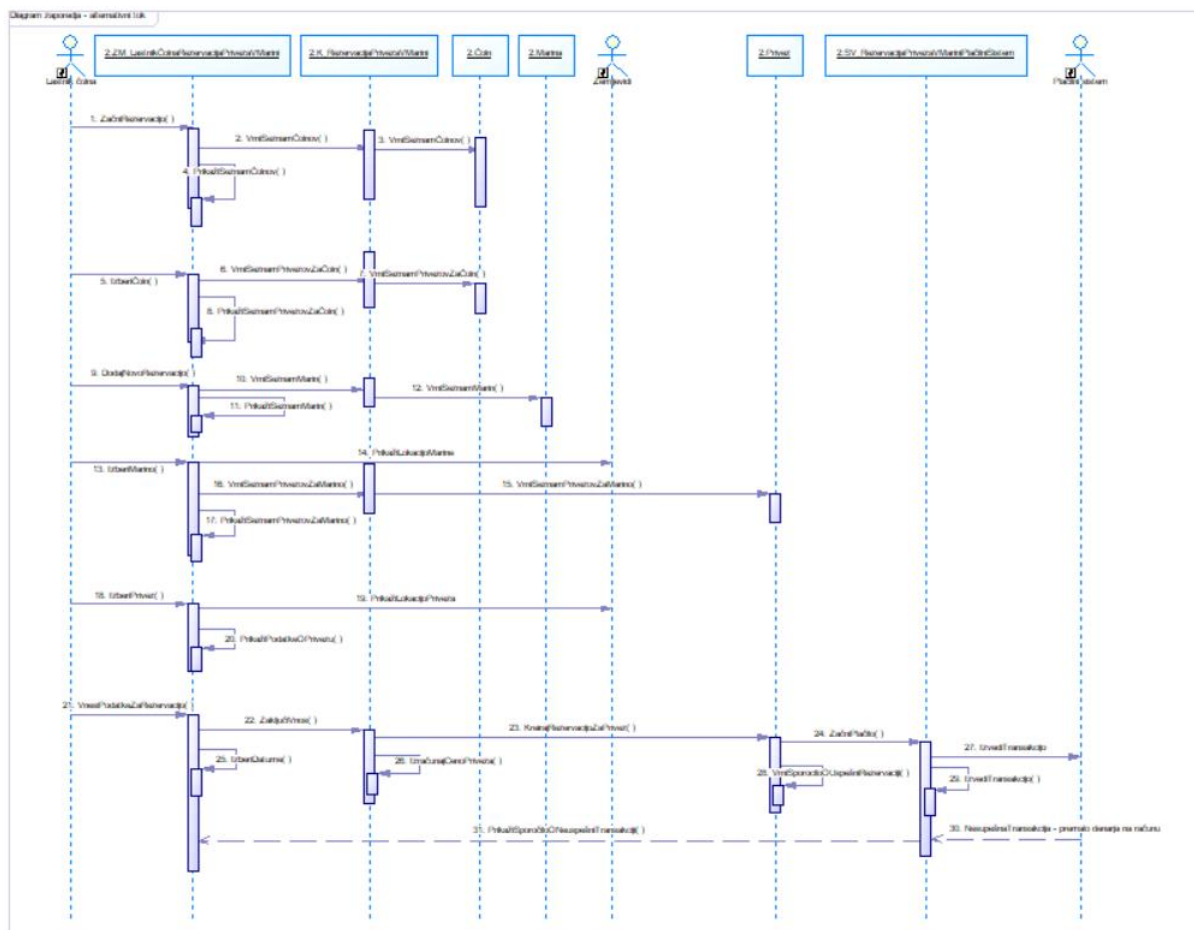 Diagram zaporedja - alternativni tok
2.ZM_LastnikČolnaRezervacijaPrivezaVMarini
2.K_RezervacijaPrivezaVMarini
2.Čoln
2.Marina
2.Privez
2.SV_RezervacijaPrivezaVMariniPlačilniSistem
Lastnik čolna
Zemljevidi
Plačilni sistem
1. ZačniRezervacijo( )
2. VrniSeznamČolnov( )
3. VrniSeznamČolnov( )
4. PrikažiSeznamČolnov( )
5. IzberiČoln( )
6. VrniSeznamPrivezovZaČoln( )
7. VrniSeznamPrivezovZaČoln( )
8. PrikažiSeznamPrivezovZaČoln( )
9. DodajNovoRezervacijo( )
10. VrniSeznamMarin( )
11. PrikažiSeznamMarin( )
12. VrniSeznamMarin( )
13. IzberiMarino( )
14. PrikažiLokacijoMarine
16. VrniSeznamPrivezovZaMarino( )
15. VrniSeznamPrivezovZaMarino( )
17. PrikažiSeznamPrivezovZaMarino( )
18. IzberiPrivez( )
19. PrikažiLokacijoPriveza
20. PrikažiPodatkeOPrivezu( )
21. VnesiPodatkeZaRezervacijo( )
22. ZaključiVnos( )
23. KreirajRezervacijoZaPrivez( )
24. ZačniPlačilo( )
27. IzvediTransakcijo
25. IzberiDatume( )
26. IzračunajCenoPriveza( )
28. VrniSporočiloOUspešniRezervaciji( )
29. IzvediTransakcijo( )
31. PrikažiSporočiloONeuspešniTransakciji( )
30. NeuspešnaTransakcija - premalo denarja na računu